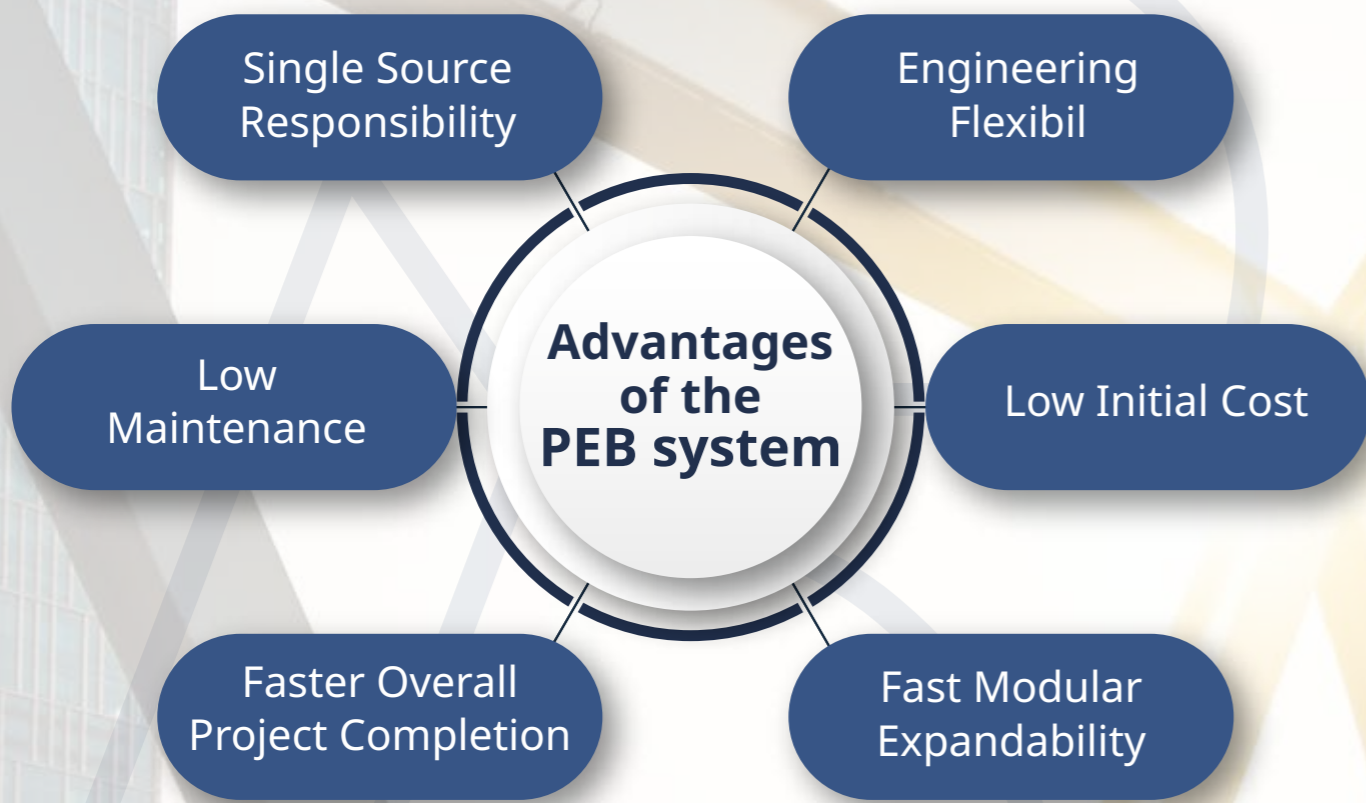 Single Source
Responsibility
Engineering
Flexibil
Low
Maintenance
Advantages
of the
PEB system
Low Initial Cost
Faster Overall
Project Completion
Fast Modular
Expandability